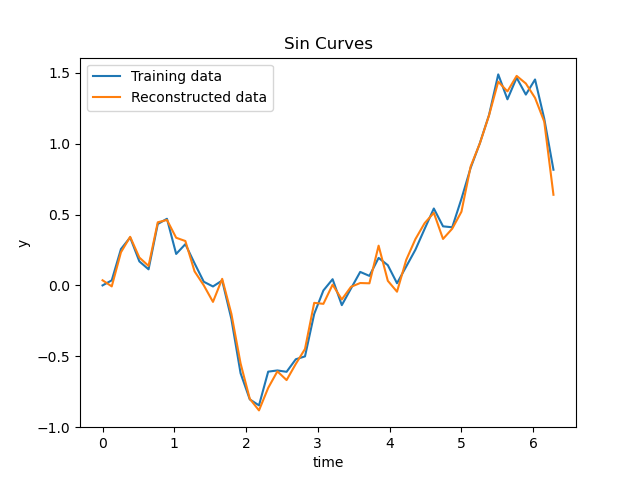 Sin Curves
Training data
Reconstructed data
1.5
1.0
0.5
0.0
−0.5
−1.0
y
0 1 2 3 4 5 6
time